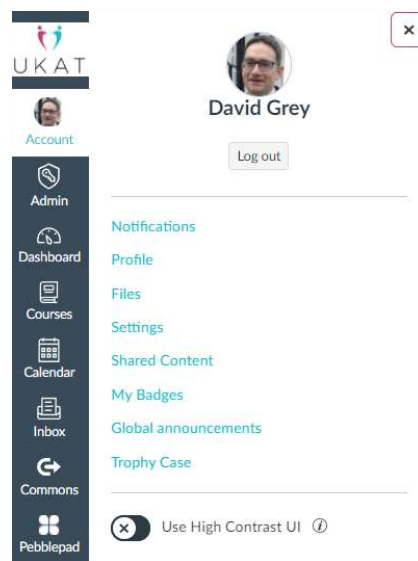 UKAT
Account
Admin
Dashboard
Courses
Calendar
Inbox
Commons
Pebblepad
David Grey
Log out
Notifications
Profile
Files
Settings
Shared Content
My Badges
Global announcements
Trophy Case
Use High Contrast UI